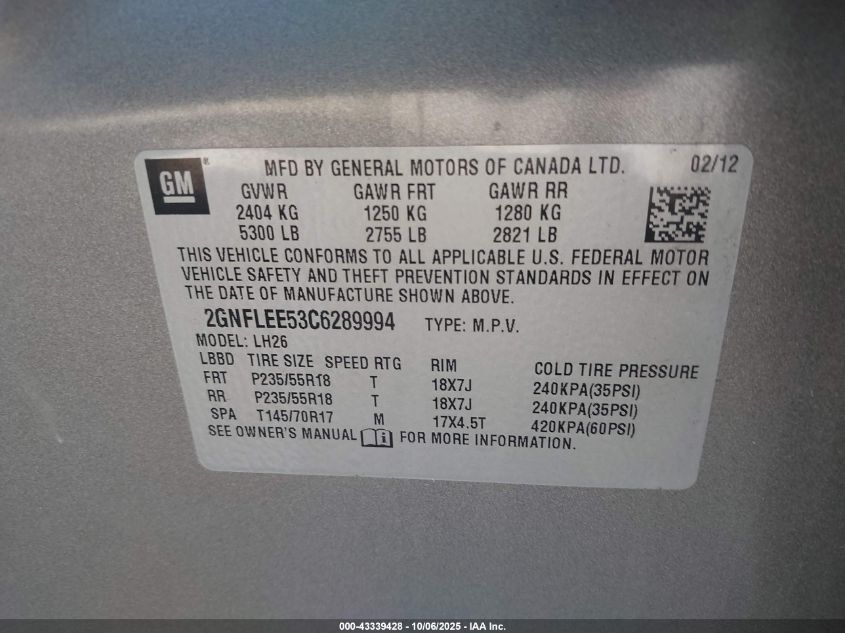 GM ® MFD BY GENERAL MOTORS OF CANADA LTD. 02/12
GVWR GAWR FRT GAWR RR
2404 KG 1250 KG 1280 KG
5300 LB 2755 LB 2821 LB
THIS VEHICLE CONFORMS TO ALL APPLICABLE U.S. FEDERAL MOTOR
VEHICLE SAFETY AND THEFT PREVENTION STANDARDS IN EFFECT ON
THE DATE OF MANUFACTURE SHOWN ABOVE.
2GNFLEE53C6289994 TYPE: M.P.V.
MODEL: LH26
LBBD TIRE SIZE SPEED RTG RIM COLD TIRE PRESSURE
FRT P235/55R18 T 18X7J 240KPA(35PSI)
RR P235/55R18 T 18X7J 240KPA(35PSI)
SPA T145/70R17 M 17X4.5T 420KPA(60PSI)
SEE OWNER'S MANUAL i FOR MORE INFORMATION.
000-43339428 - 10/06/2025 - IAA Inc.